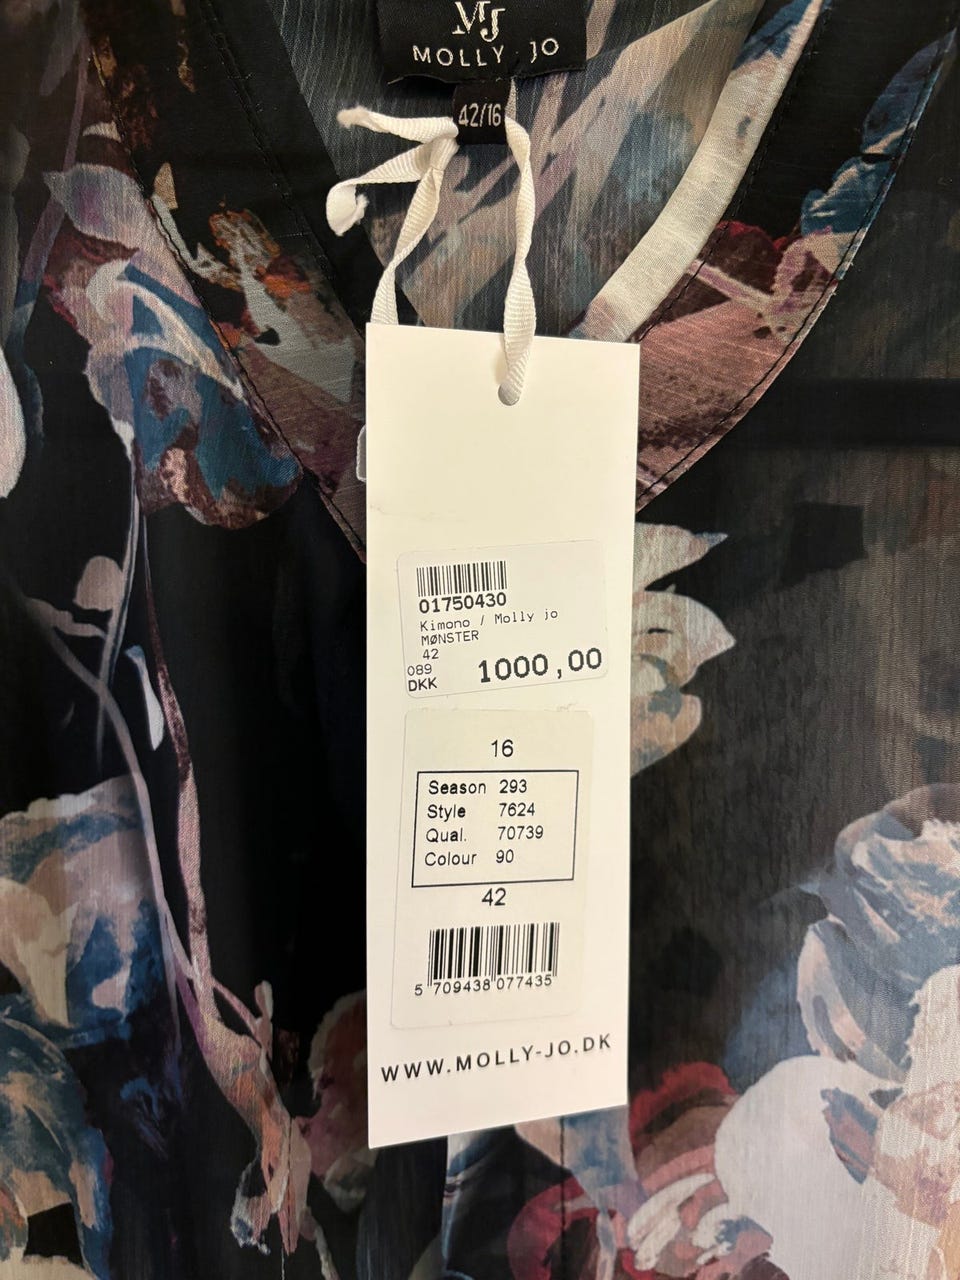 MJ
MOLLY JO
42/16
01750430
Kimono / Molly jo
MØNSTER
42
089
DKK 1000,00
16
Season 293
Style 7624
Qual. 70739
Colour 90
42
5 709438 077435
WWW.MOLLY-JO.DK